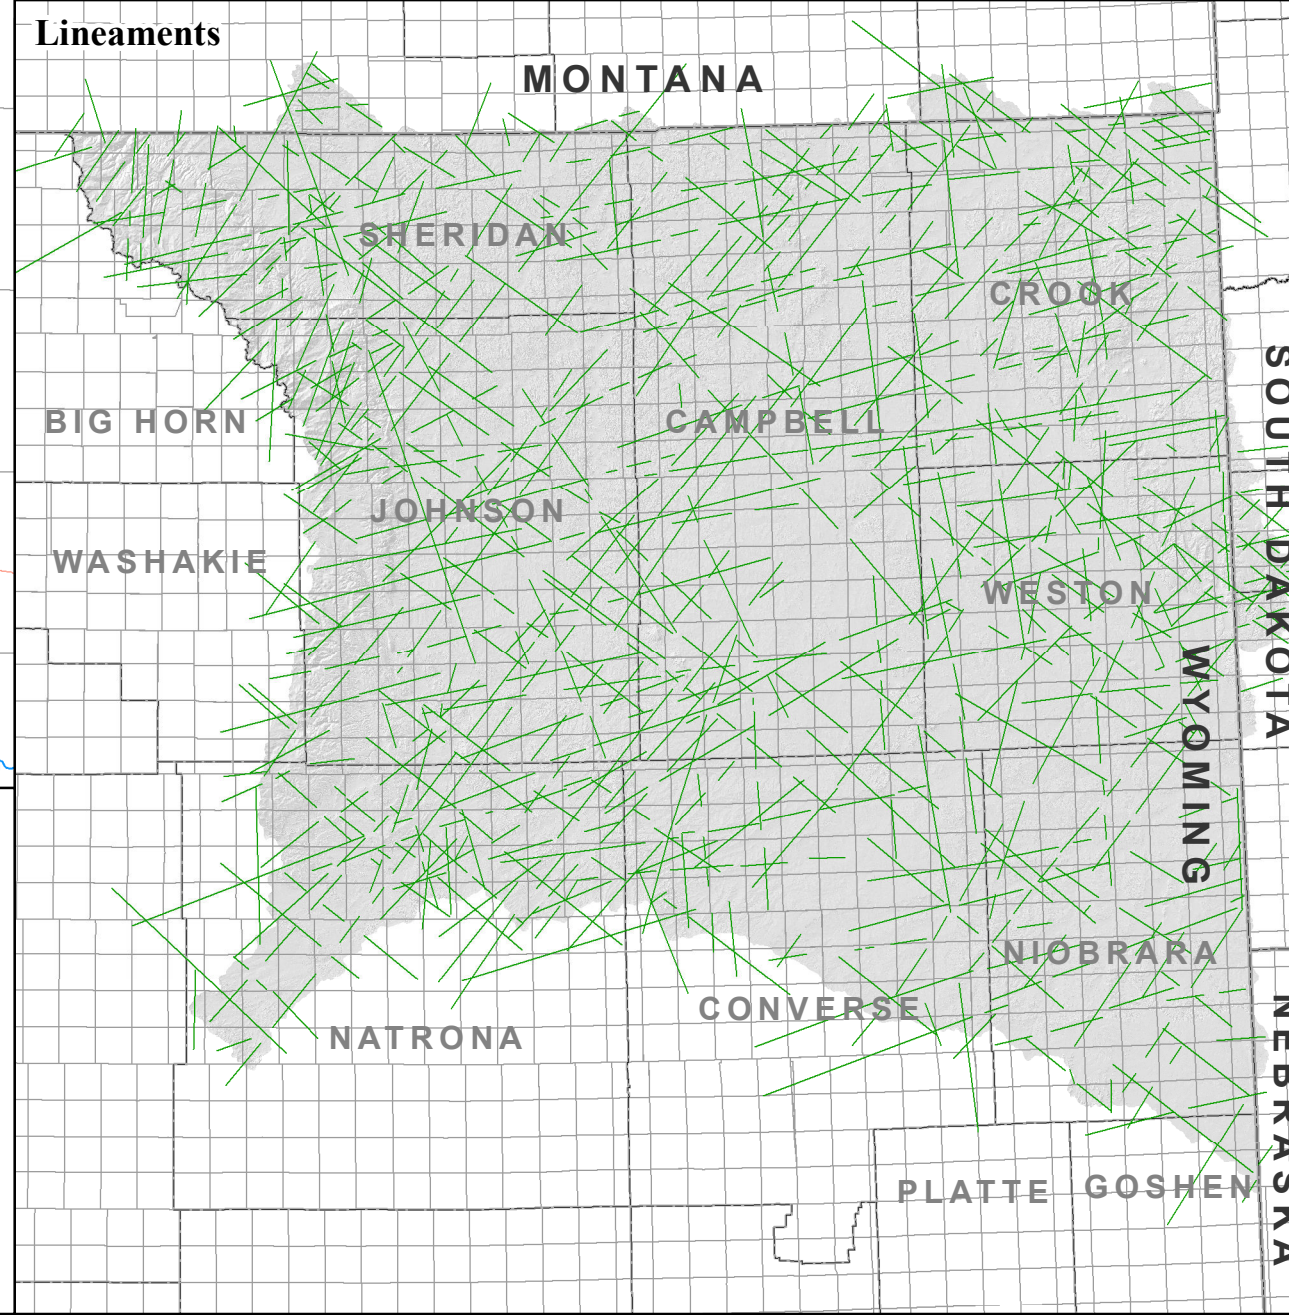 Lineaments
MONTANA
SHERIDAN
CROOK
BIG HORN
CAMPBELL
JOHNSON
WASHAKIE
WESTON
SOUTH DAKOTA
WYOMING
NIOBRARA
CONVERSE
NATRONA
NEBRASKA
PLATTE
GOSHEN